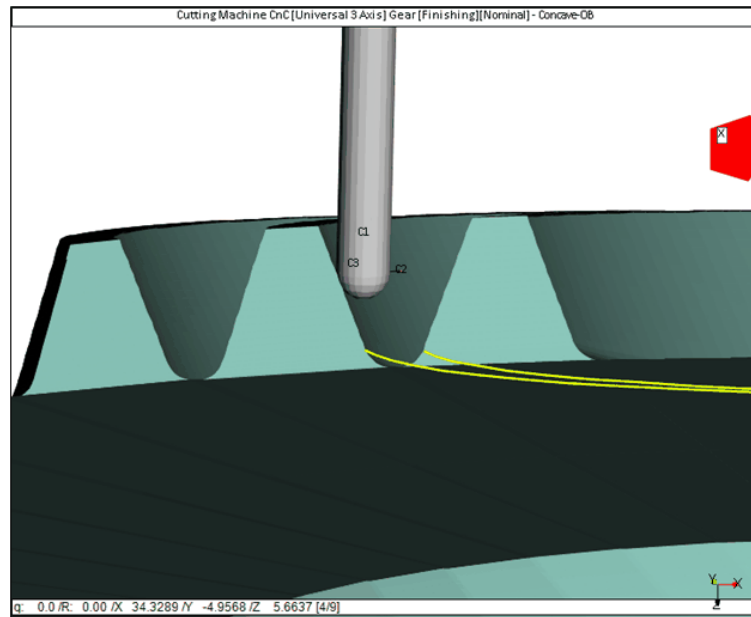 Cutting Machine CnC [Universal 3 Axis] Gear [Finishing][Nominal] - Concave-OB
X
C1
C3
C2
Y
X
Z
q: 0.0 /R: 0.00 /X 34.3289 /Y -4.9568 /Z 5.6637 [4/9]